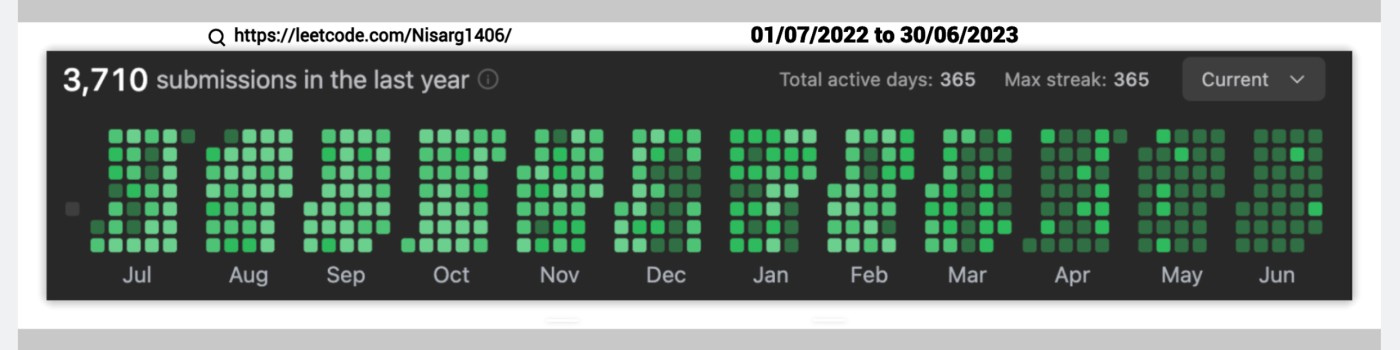 https://leetcode.com/Nisarg1406/ 01/07/2022 to 30/06/2023
3,710 submissions in the last year Total active days: 365 Max streak: 365 Current
Jul Aug Sep Oct Nov Dec Jan Feb Mar Apr May Jun